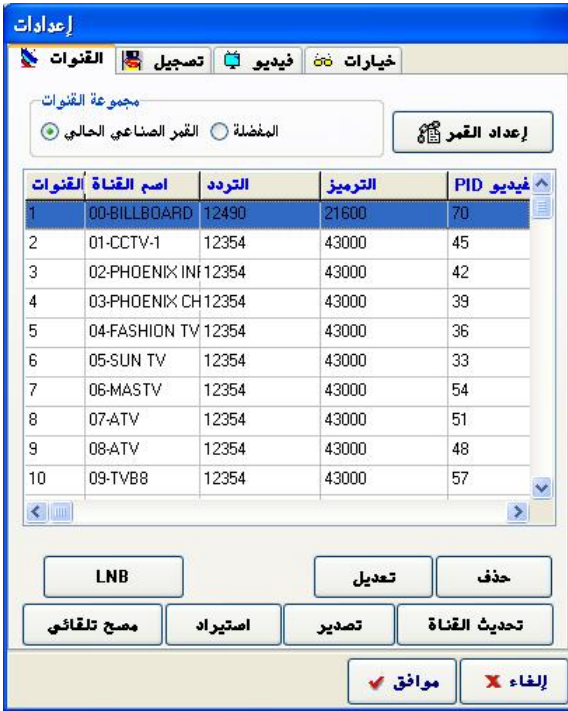 إعدادات
القنوات تصجيل فيديو خيارات
مجموعة القنوات
القمر الصناعي الحالي المفضلة
إعداد القمر
القنوات اسم القناة التردد الترميز فيديو PID
1 00-BILLBOARD 12490 21600 70
2 01-CCTV-1 12354 43000 45
3 02-PHOENIX INF 12354 43000 42
4 03-PHOENIX CH 12354 43000 39
5 04-FASHION TV 12354 43000 36
6 05-SUN TV 12354 43000 33
7 06-MASTV 12354 43000 54
8 07-ATV 12354 43000 51
9 08-ATV 12354 43000 48
10 09-TVB8 12354 43000 57
LNB تعديل حذف
مسح تلقائي استيراد تصدير تحديث القناة
موافق إلغاء